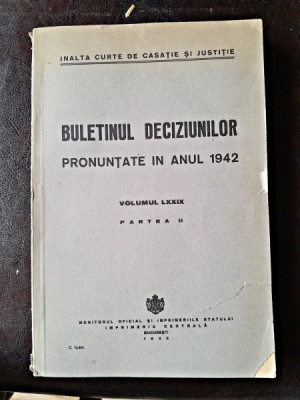 INALTA CURTE DE CASAȚIE ȘI JUSTIȚIE
BULETINUL DECIZIUNILOR
PRONUNȚATE IN ANUL 1942
VOLUMUL LXXIX
PARTEA II
MONITORUL OFICIAL ȘI IMPRIMERIILE STATULUI
IMPRIMERIA CENTRALĂ
BUCUREȘTI